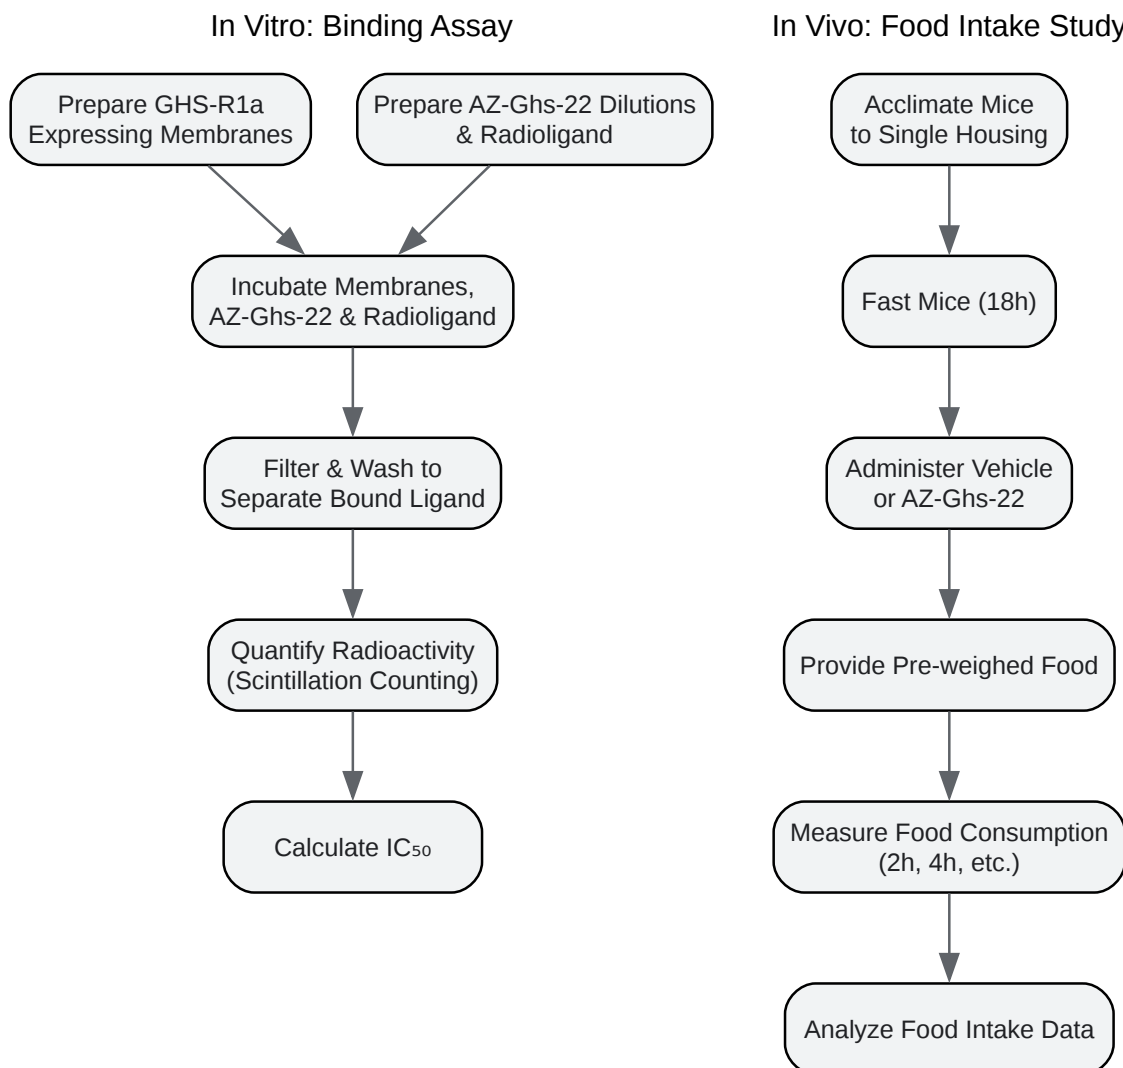 In Vitro: Binding Assay
Prepare GHS-R1a
Expressing Membranes
Prepare AZ-Ghs-22 Dilutions
& Radioligand
Incubate Membranes,
AZ-Ghs-22 & Radioligand
Filter & Wash to
Separate Bound Ligand
Quantify Radioactivity
(Scintillation Counting)
Calculate IC₅₀
In Vivo: Food Intake Study
Acclimate Mice
to Single Housing
Fast Mice (18h)
Administer Vehicle
or AZ-Ghs-22
Provide Pre-weighed Food
Measure Food Consumption
(2h, 4h, etc.)
Analyze Food Intake Data